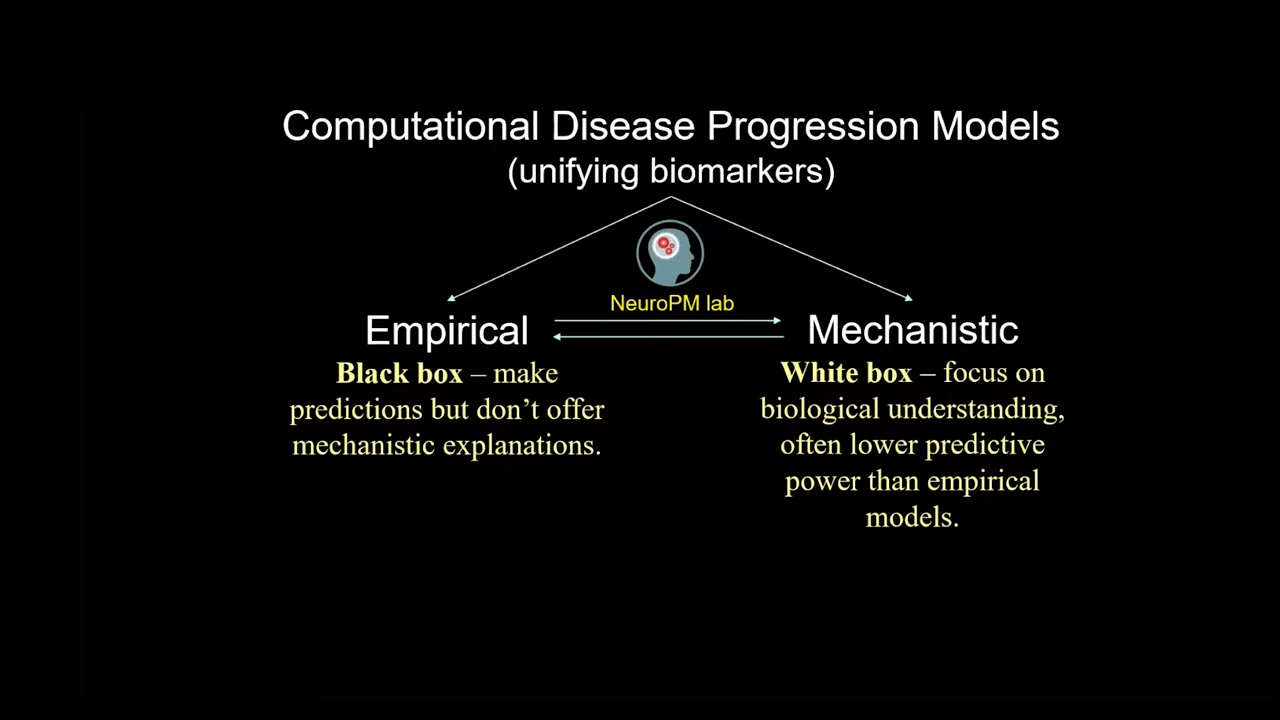 Computational Disease Progression Models
(unifying biomarkers)
NeuroPM lab
Empirical
Black box – make
predictions but don’t offer
mechanistic explanations.
Mechanistic
White box – focus on
biological understanding,
often lower predictive
power than empirical
models.